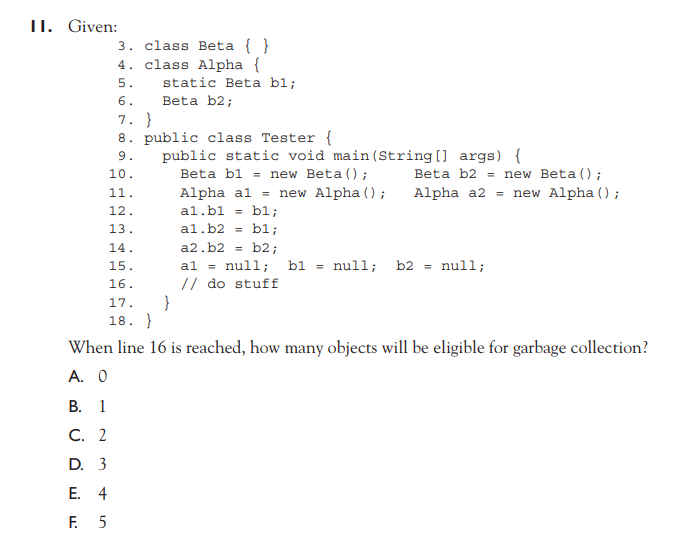 11. Given:
3. class Beta { }
4. class Alpha {
5.   static Beta b1;
6.   Beta b2;
7. }
8. public class Tester {
9.   public static void main(String[] args) {
10.     Beta b1 = new Beta();     Beta b2 = new Beta();
11.     Alpha a1 = new Alpha();   Alpha a2 = new Alpha();
12.     a1.b1 = b1;
13.     a1.b2 = b1;
14.     a2.b2 = b2;
15.     a1 = null;  b1 = null;  b2 = null;
16.     // do stuff
17.   }
18. }
When line 16 is reached, how many objects will be eligible for garbage collection?
A. 0
B. 1
C. 2
D. 3
E. 4
F. 5